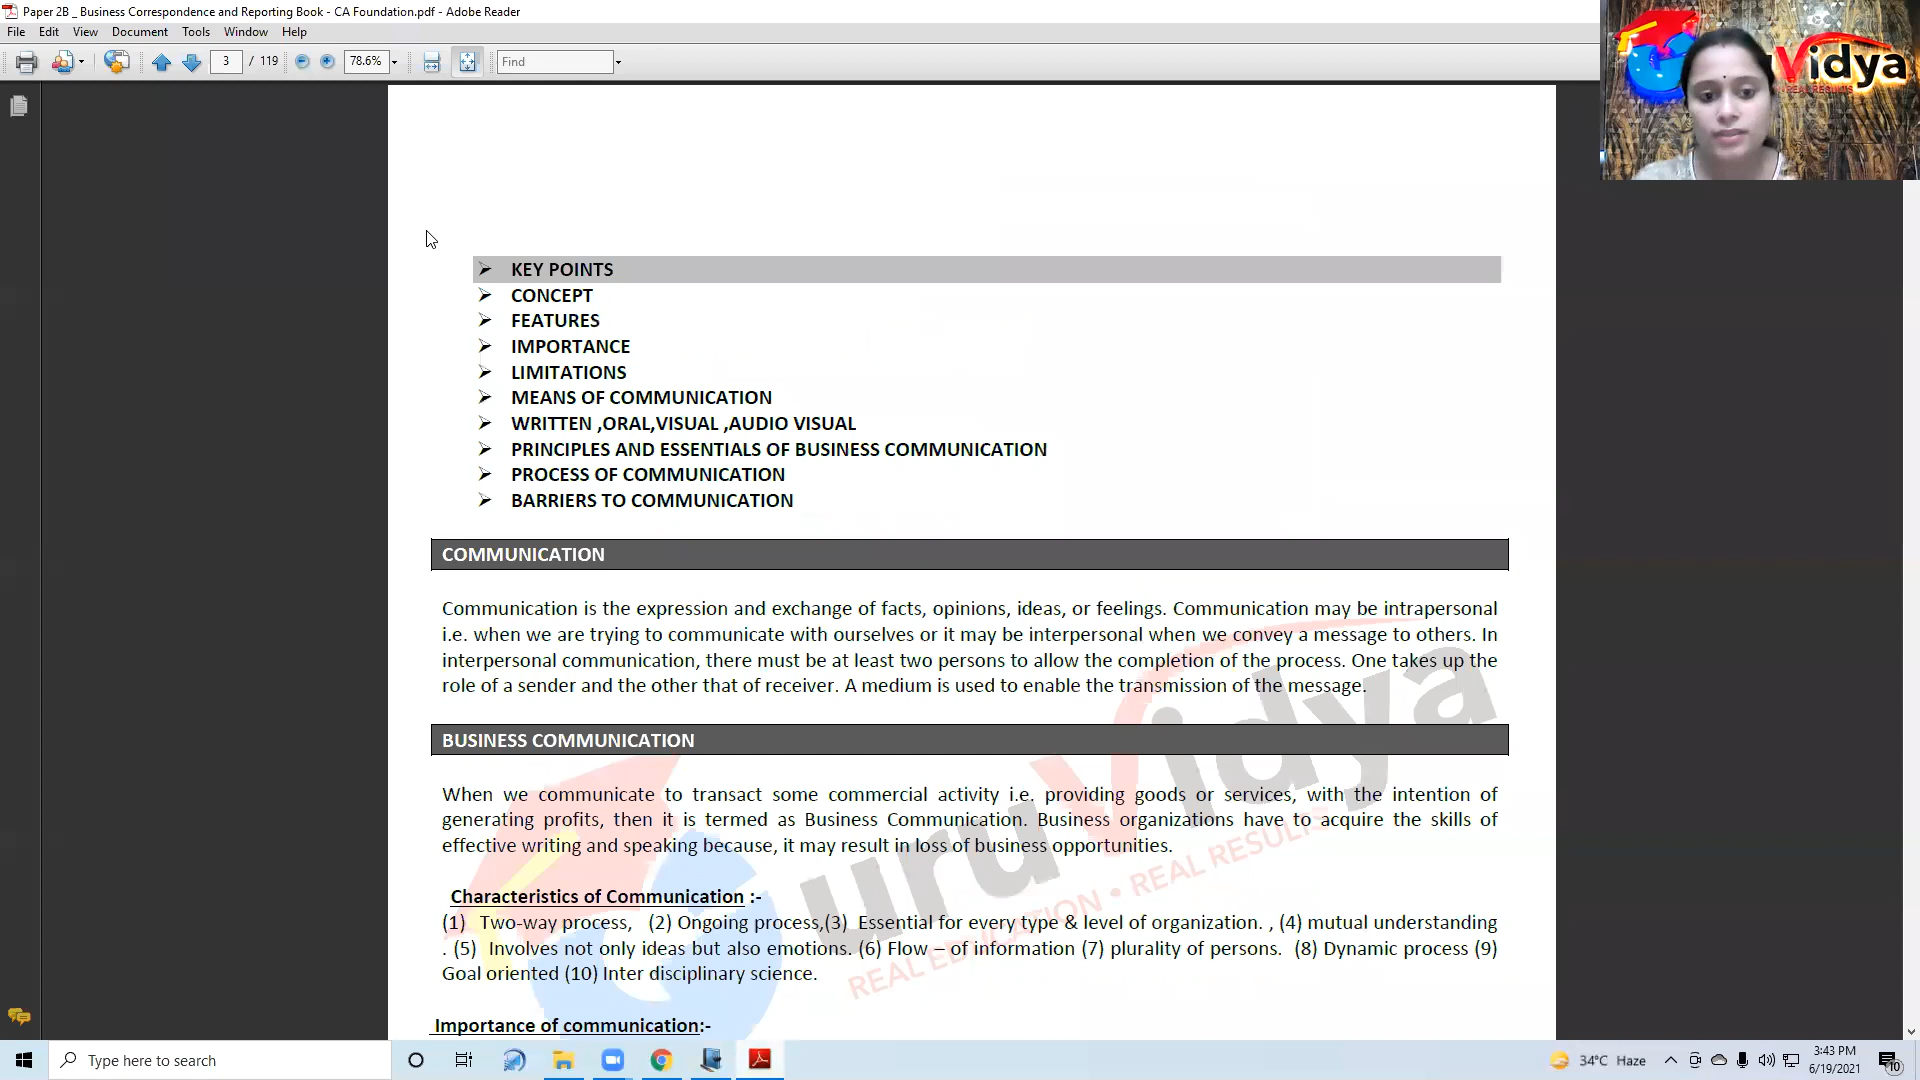 Paper 2B _ Business Correspondence and Reporting Book - CA Foundation.pdf - Adobe Reader
File Edit View Document Tools Window Help
3 / 119 78.6% Find
Vidya
KEY POINTS
CONCEPT
FEATURES
IMPORTANCE
LIMITATIONS
MEANS OF COMMUNICATION
WRITTEN ,ORAL,VISUAL ,AUDIO VISUAL
PRINCIPLES AND ESSENTIALS OF BUSINESS COMMUNICATION
PROCESS OF COMMUNICATION
BARRIERS TO COMMUNICATION
COMMUNICATION
Communication is the expression and exchange of facts, opinions, ideas, or feelings. Communication may be intrapersonal
i.e. when we are trying to communicate with ourselves or it may be interpersonal when we convey a message to others. In
interpersonal communication, there must be at least two persons to allow the completion of the process. One takes up the
role of a sender and the other that of receiver. A medium is used to enable the transmission of the message.
BUSINESS COMMUNICATION
When we communicate to transact some commercial activity i.e. providing goods or services, with the intention of
generating profits, then it is termed as Business Communication. Business organizations have to acquire the skills of
effective writing and speaking because, it may result in loss of business opportunities.
Characteristics of Communication :-
(1) Two-way process, (2) Ongoing process,(3) Essential for every type & level of organization. , (4) mutual understanding
. (5) Involves not only ideas but also emotions. (6) Flow – of information (7) plurality of persons. (8) Dynamic process (9)
Goal oriented (10) Inter disciplinary science.
Importance of communication:-
uruVidya
REAL EDUCATION • REAL RESULTS
Type here to search
34°C Haze
3:43 PM
6/19/2021
10